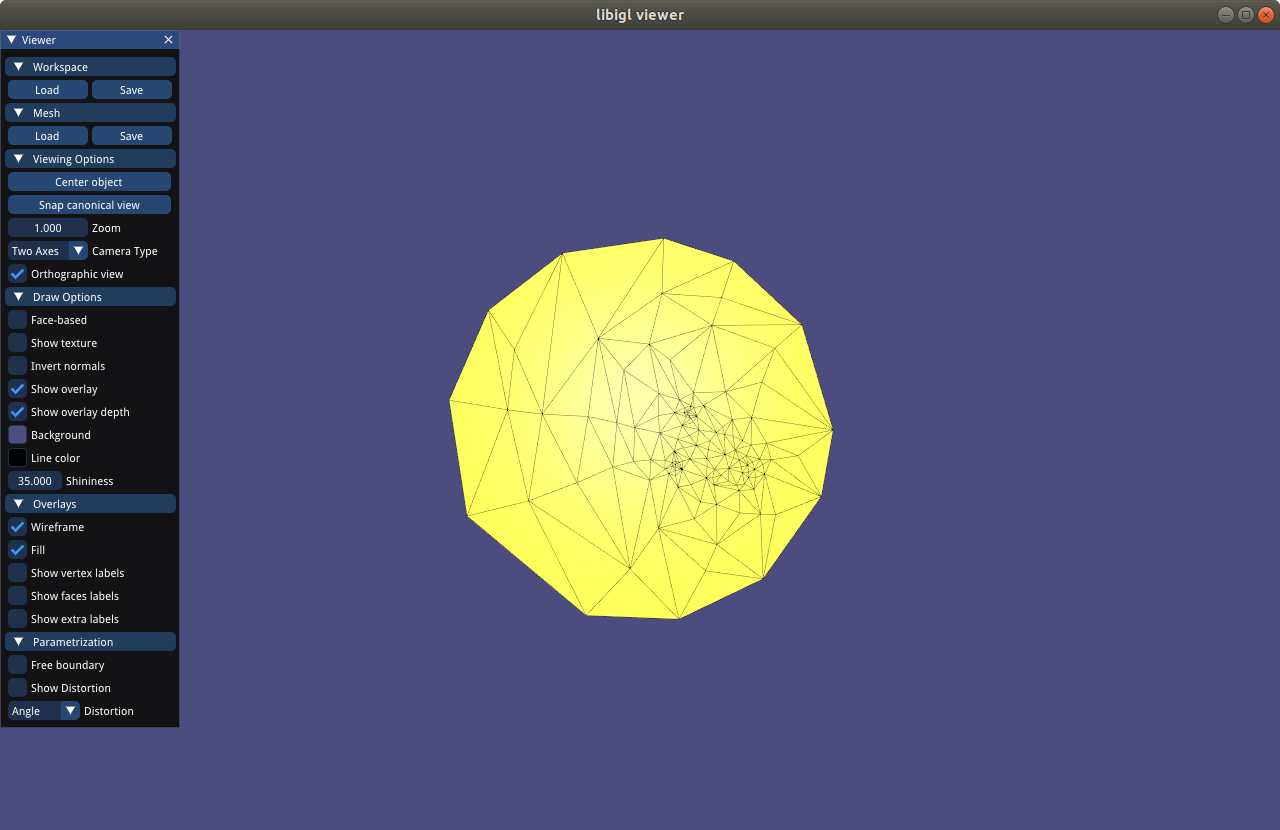 libigl viewer
Viewer
Workspace
Load Save
Mesh
Load Save
Viewing Options
Center object
Snap canonical view
1.000 Zoom
Two Axes Camera Type
Orthographic view
Draw Options
Face-based
Show texture
Invert normals
Show overlay
Show overlay depth
Background
Line color
35.000 Shininess
Overlays
Wireframe
Fill
Show vertex labels
Show faces labels
Show extra labels
Parametrization
Free boundary
Show Distortion
Angle Distortion